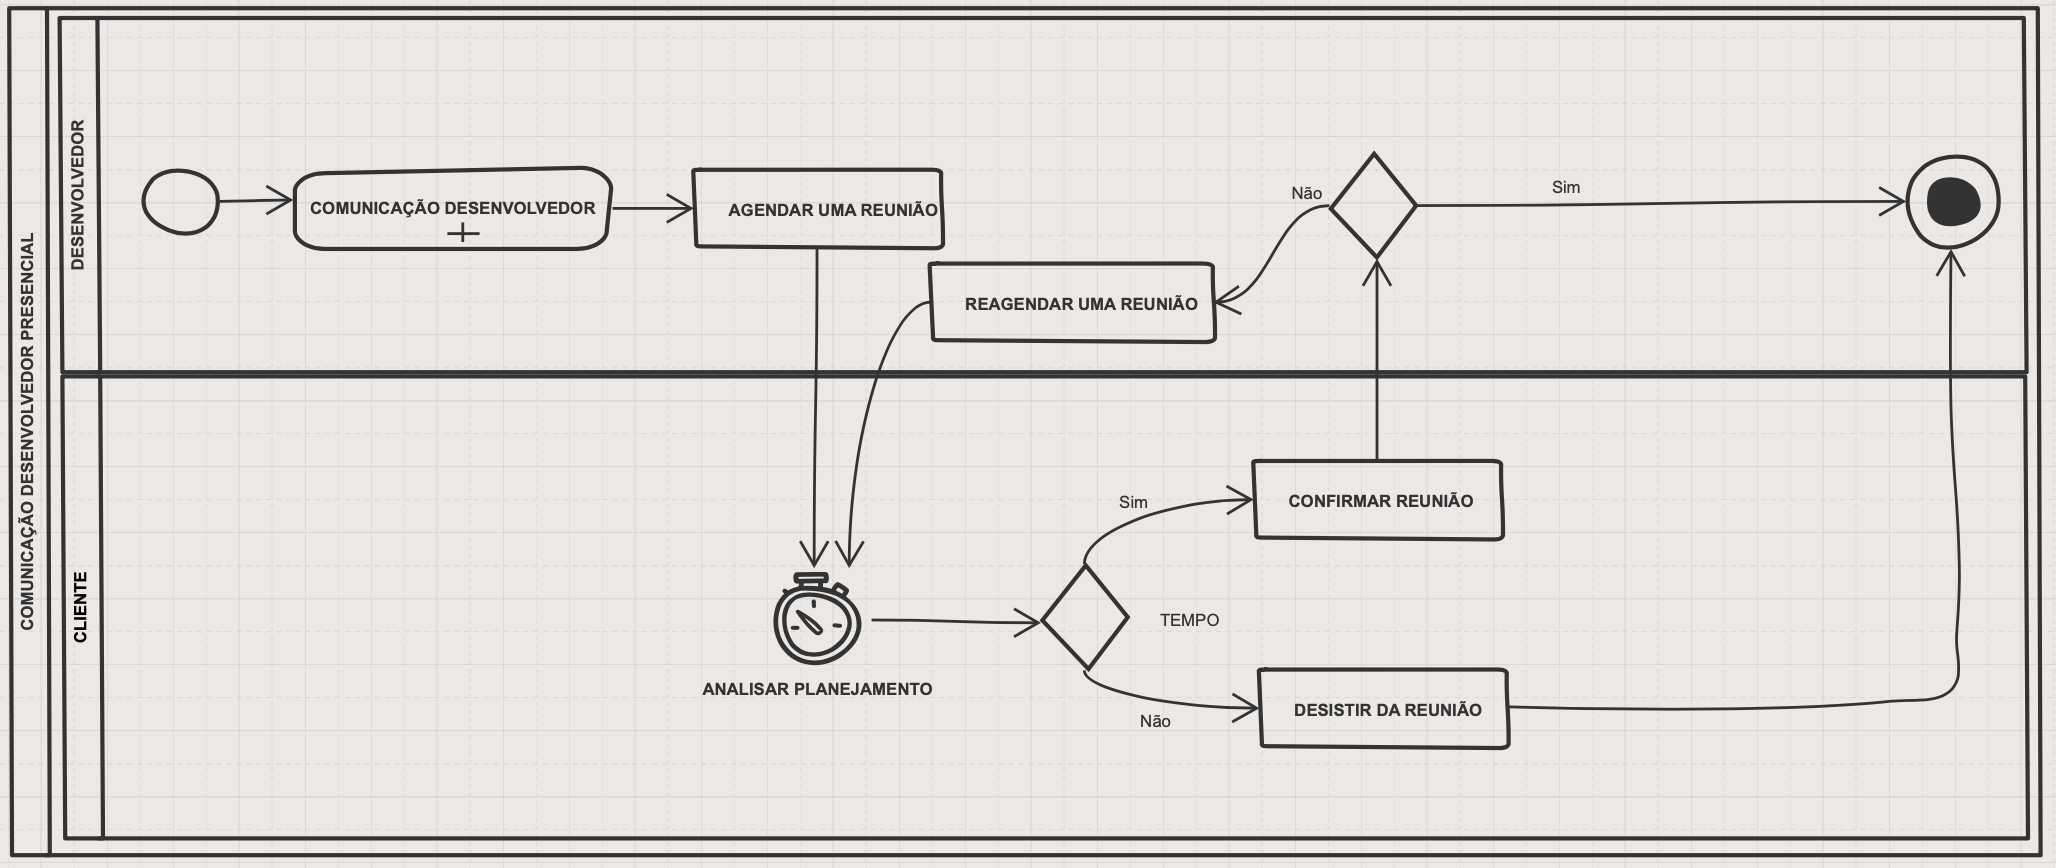 COMUNICAÇÃO DESENVOLVEDOR PRESENCIAL
DESENVOLVEDOR
COMUNICAÇÃO DESENVOLVEDOR
AGENDAR UMA REUNIÃO
REAGENDAR UMA REUNIÃO
Não
Sim
CLIENTE
ANALISAR PLANEJAMENTO
Sim
CONFIRMAR REUNIÃO
TEMPO
Não
DESISTIR DA REUNIÃO